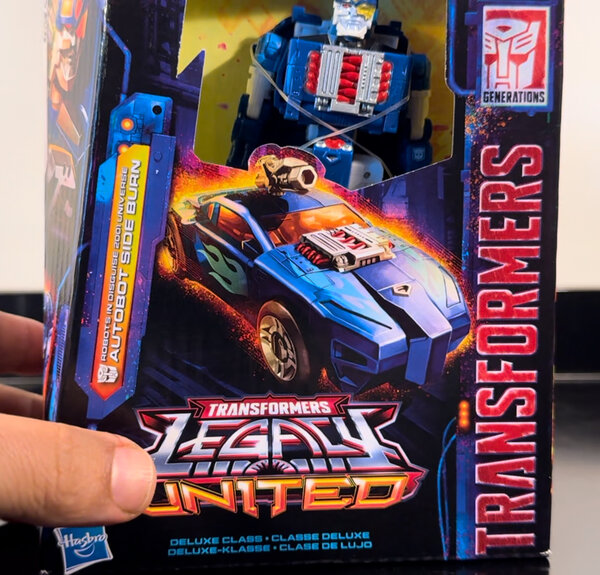 GENERATIONS
TRANSFORMERS
ROBOTS IN DISGUISE 2001 UNIVERSE
AUTOBOT SIDE BURN
TRANSFORMERS
LEGACY
UNITED
DELUXE CLASS • CLASSE DELUXE
DELUXE-KLASSE • CLASE DE LUJO
Hasbro